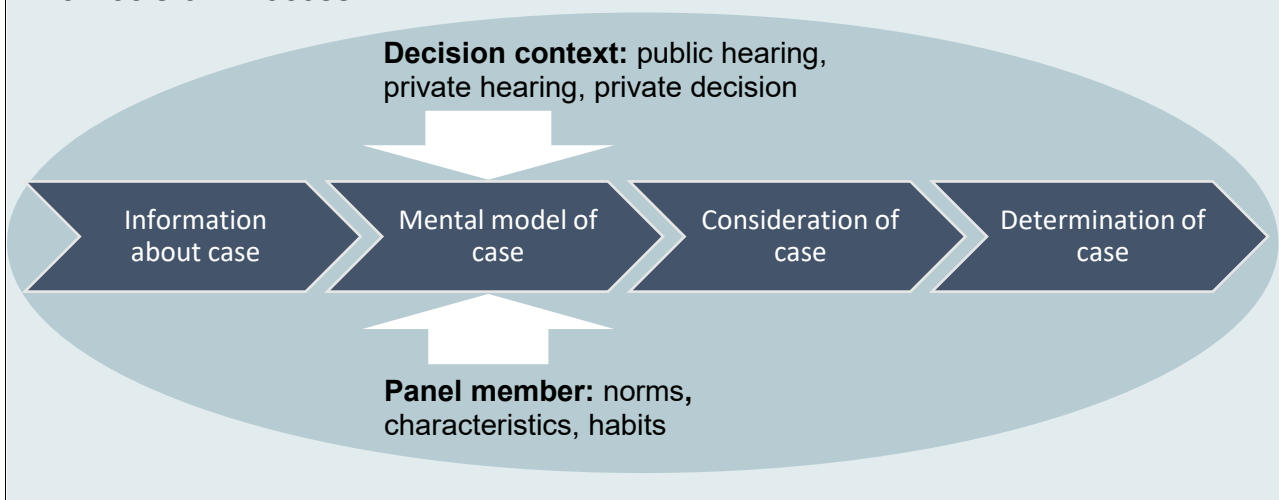 Decision context: public hearing,
private hearing, private decision
Information
about case
Mental model of
case
Consideration of
case
Determination of
case
Panel member: norms,
characteristics, habits